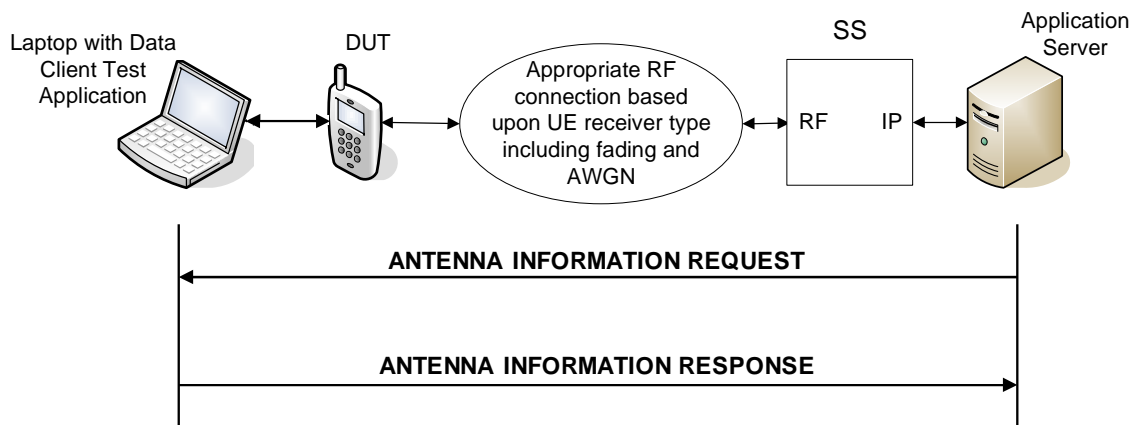 Laptop with Data
Client Test
Application
DUT
Appropriate RF
connection based
upon UE receiver type
including fading and
AWGN
SS
RF
IP
Application
Server
ANTENNA INFORMATION REQUEST
ANTENNA INFORMATION RESPONSE